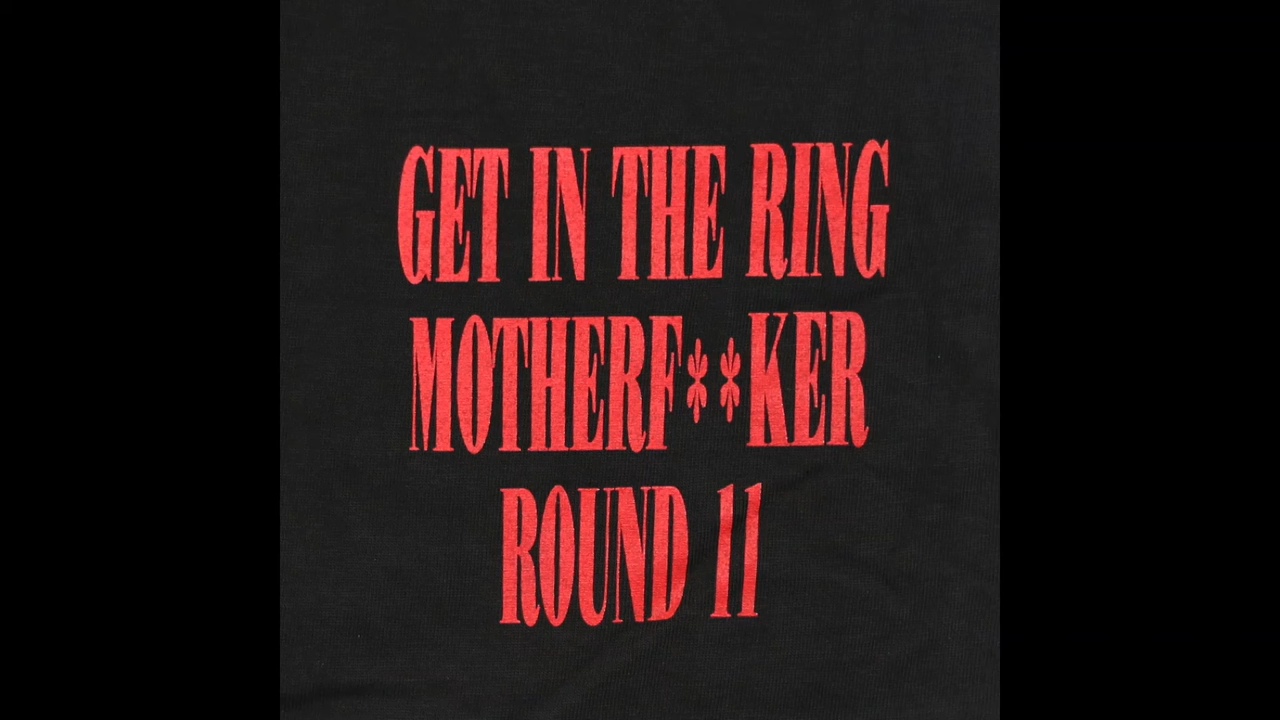 GET IN THE RING
MOTHERF**KER
ROUND 11